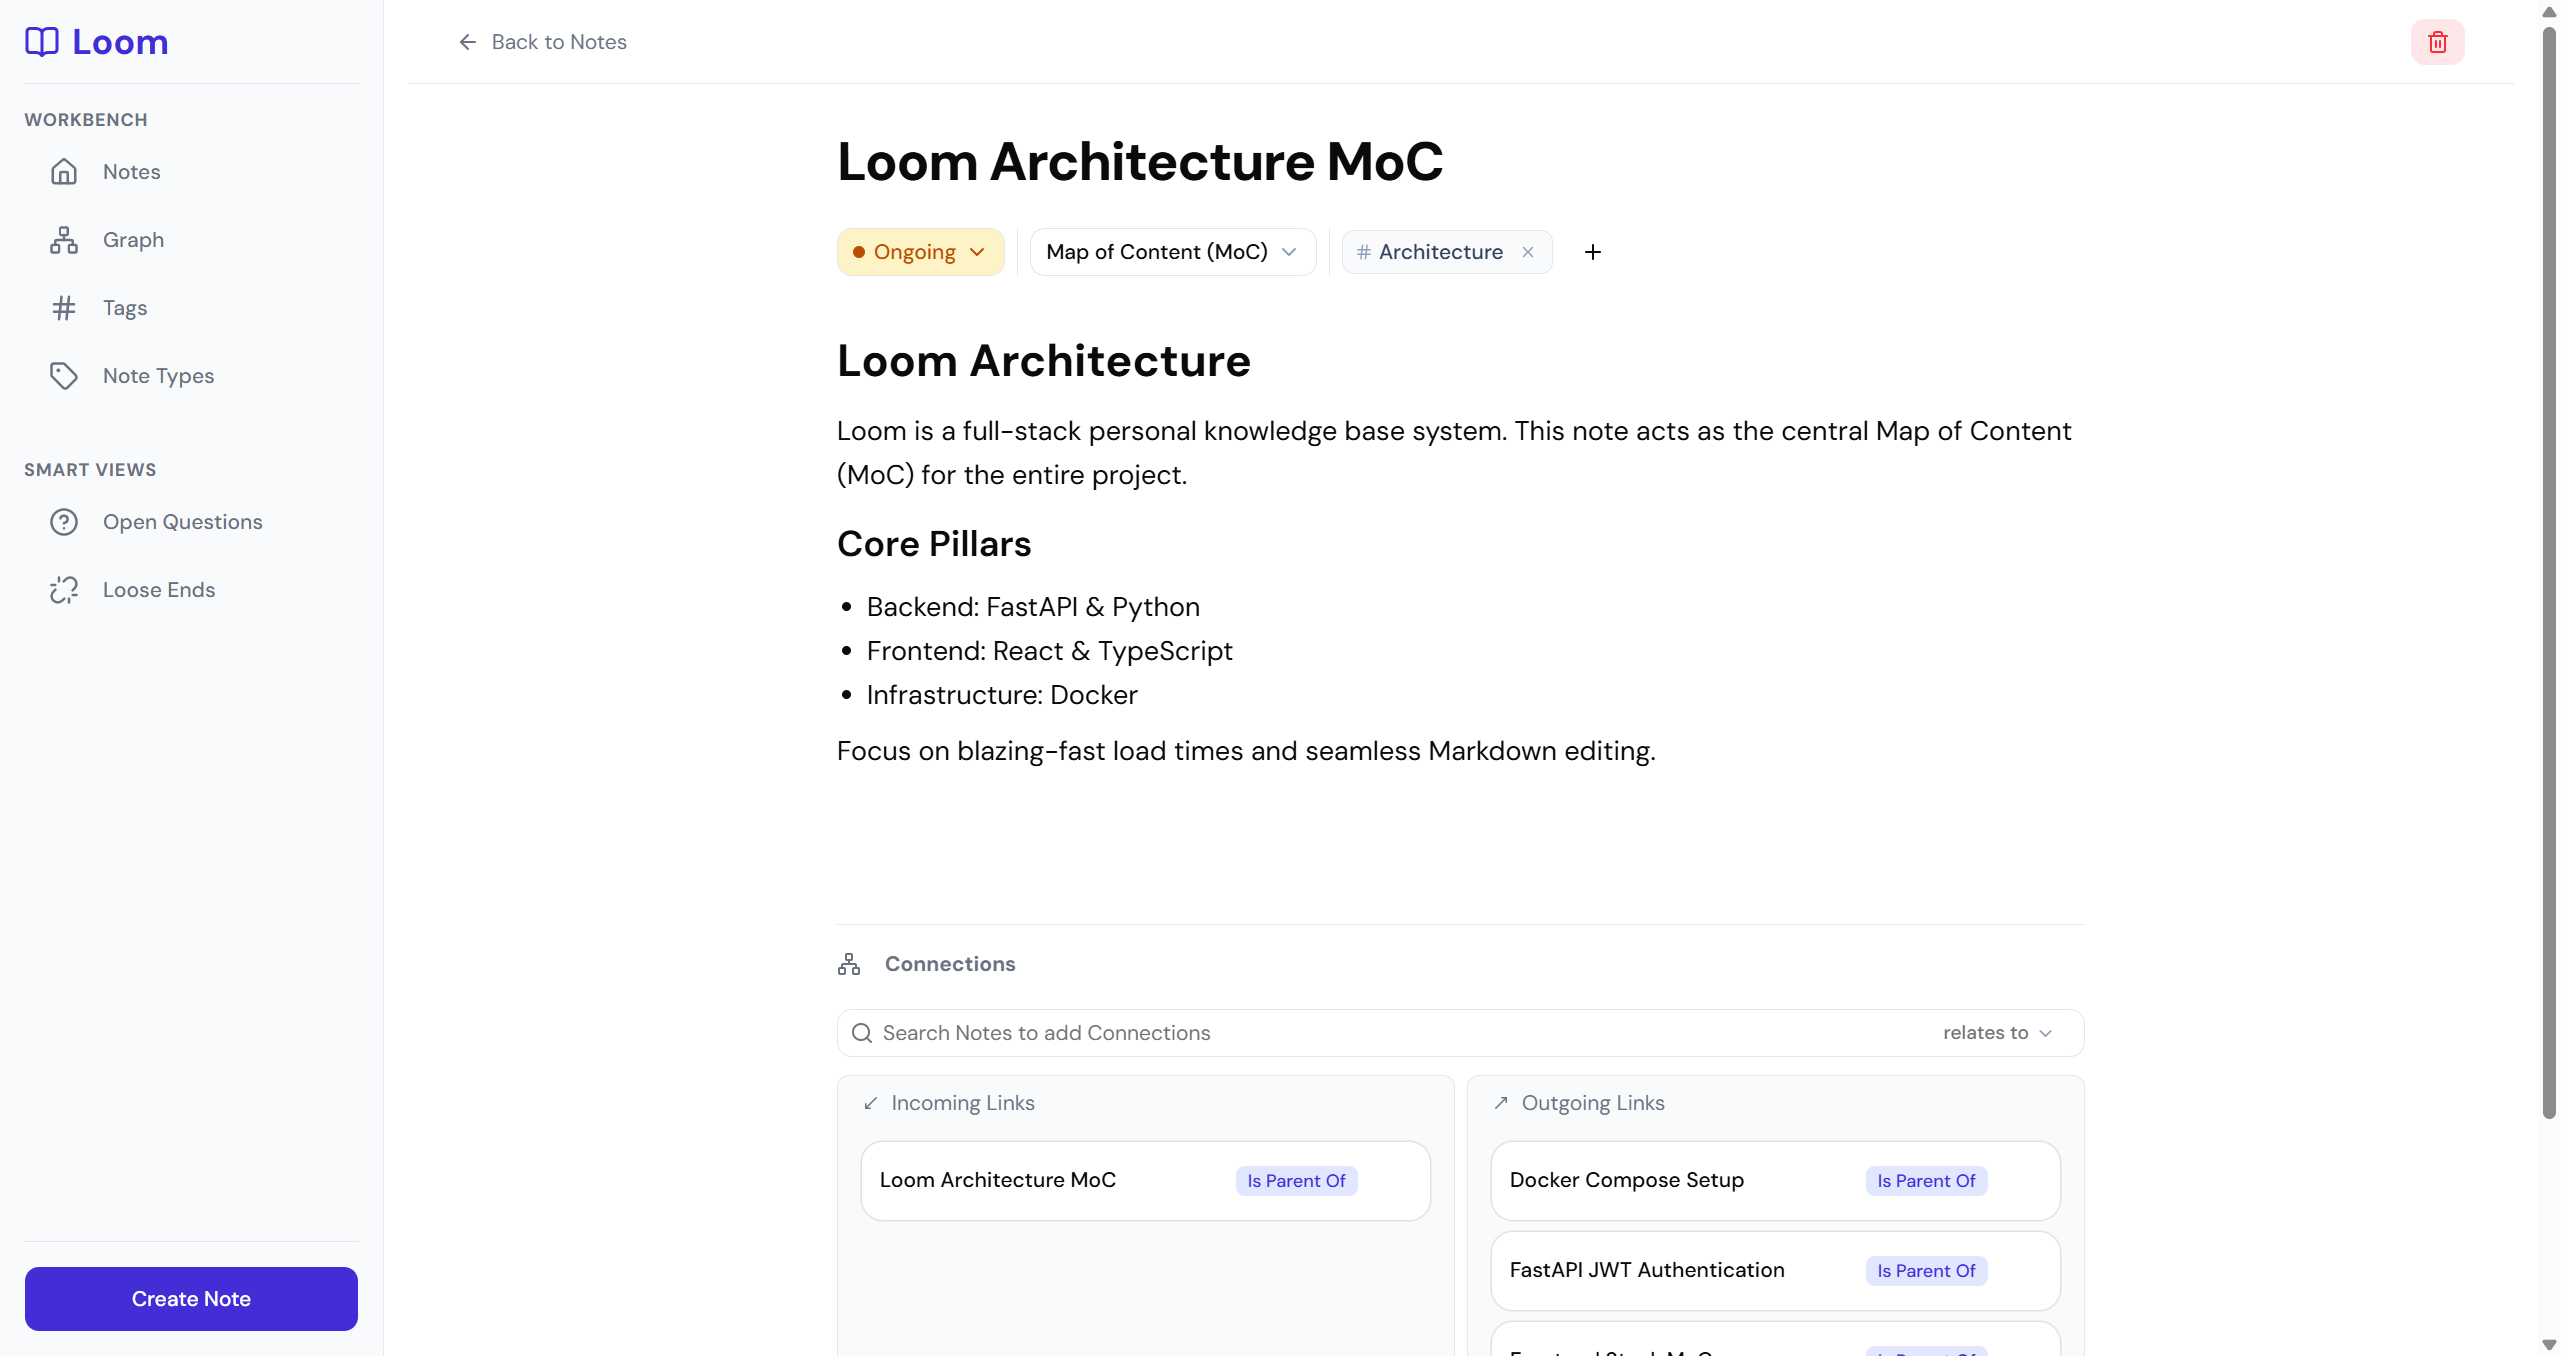 Loom
WORKBENCH
Notes
Graph
Tags
Note Types
SMART VIEWS
Open Questions
Loose Ends
Create Note
Back to Notes
Loom Architecture MoC
Ongoing
Map of Content (MoC)
# Architecture ×
+
Loom Architecture
Loom is a full-stack personal knowledge base system. This note acts as the central Map of Content
(MoC) for the entire project.
Core Pillars
• Backend: FastAPI & Python
• Frontend: React & TypeScript
• Infrastructure: Docker
Focus on blazing-fast load times and seamless Markdown editing.
Connections
Search Notes to add Connections
relates to
Incoming Links
Loom Architecture MoC
Is Parent Of
Outgoing Links
Docker Compose Setup
Is Parent Of
FastAPI JWT Authentication
Is Parent Of